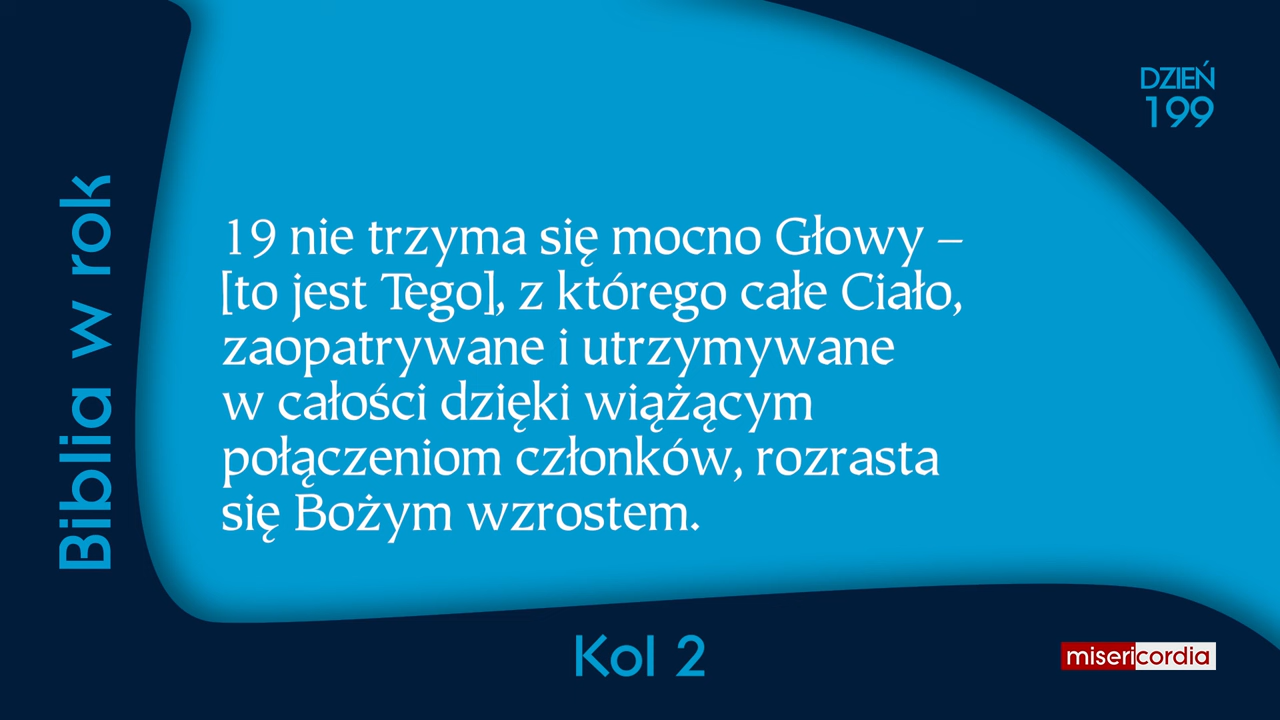 DZIEŃ
199
Biblia w rok
19 nie trzyma się mocno Głowy –
[to jest Tego], z którego całe Ciało,
zaopatrywane i utrzymywane
w całości dzięki wiążącym
połączeniom członków, rozrasta
się Bożym wzrostem.
Kol 2
misericordia